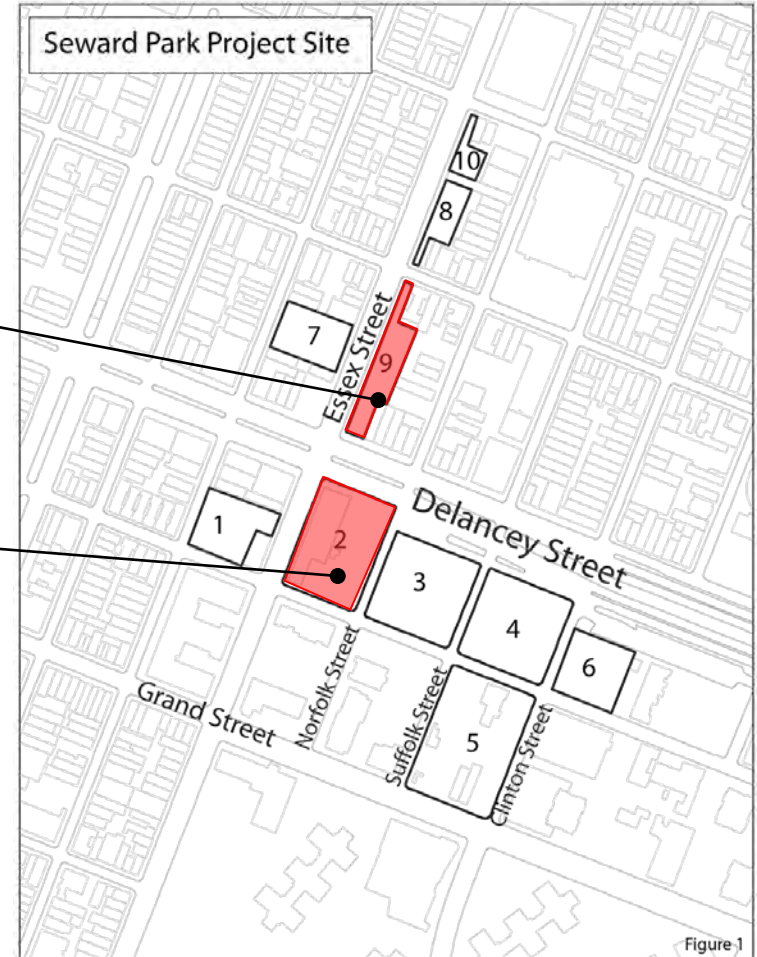 Seward Park Project Site
10
8
7
Essex Street
9
Delancey Street
1
2
3
4
6
Norfolk Street
Suffolk Street
Grand Street
5
Clinton Street
Figure 1